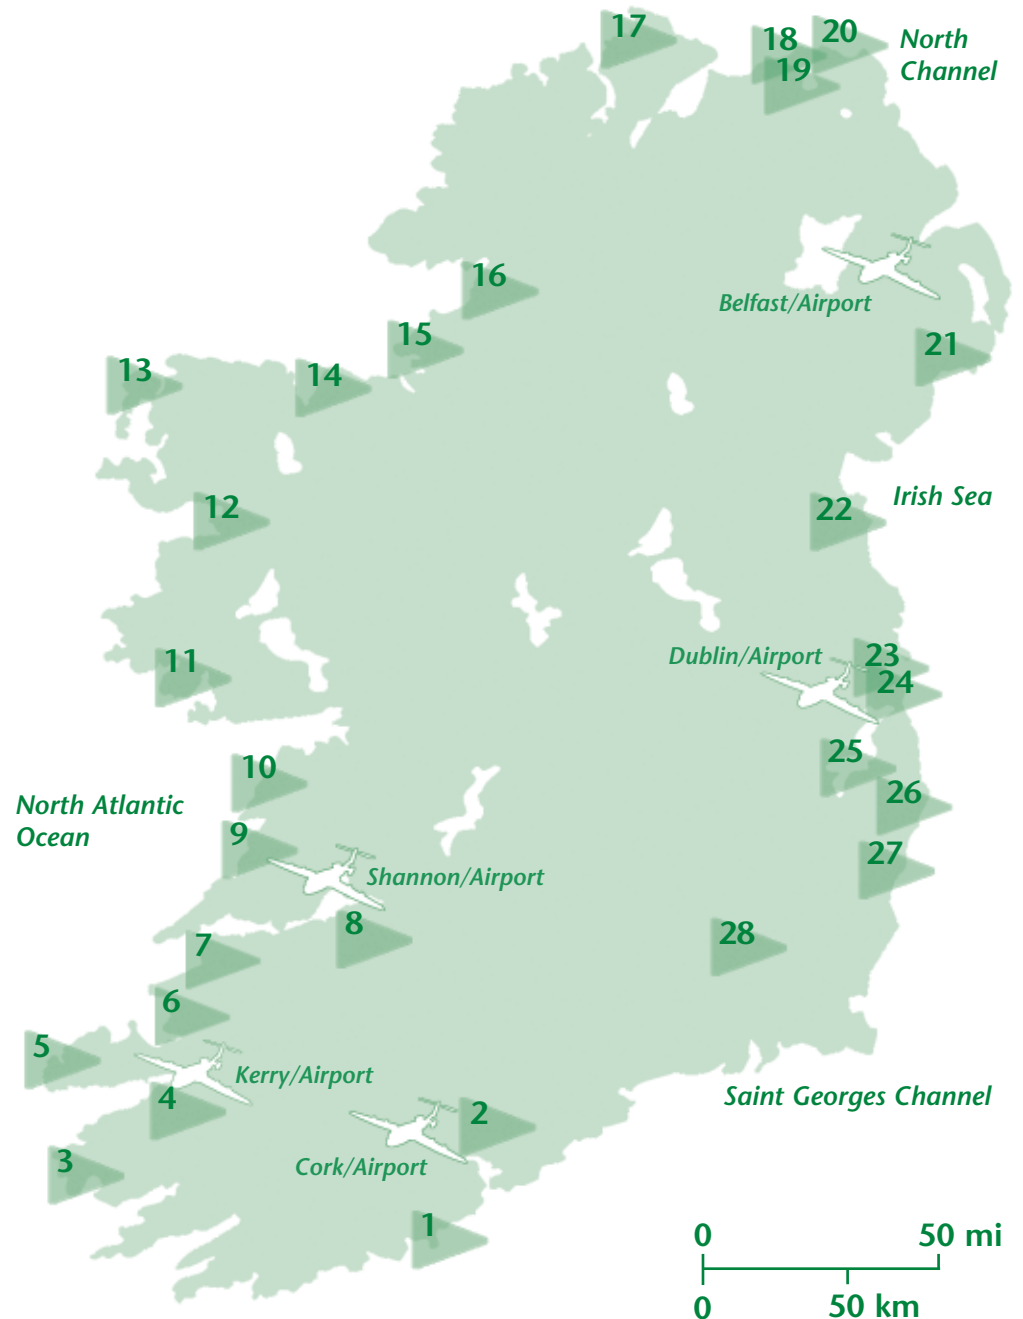 17
18
20
North
Channel
19
16
Belfast/Airport
15
21
13
14
12
22
Irish Sea
11
Dublin/Airport
23
24
25
10
26
North Atlantic
Ocean
9
27
Shannon/Airport
8
28
7
6
5
Kerry/Airport
4
Saint Georges Channel
2
3
Cork/Airport
1
0
50 mi
0
50 km